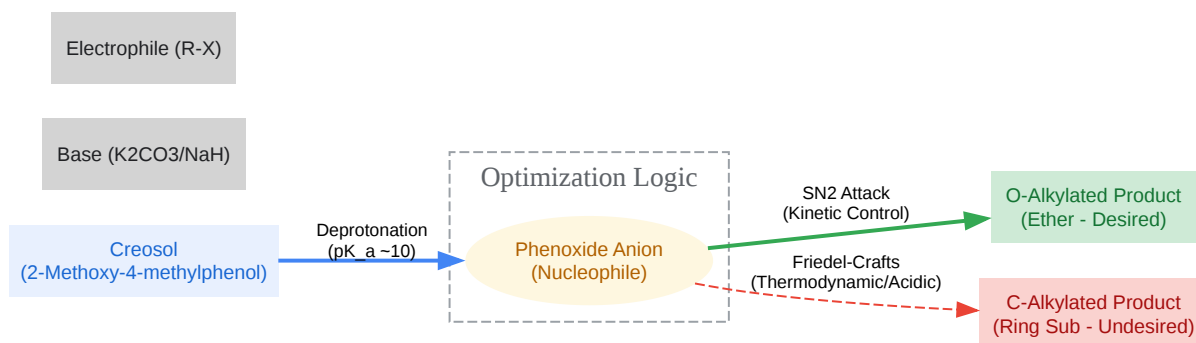 Electrophile (R-X)
Base (K2CO3/NaH)
Optimization Logic
Creosol
(2-Methoxy-4-methylphenol)
Deprotonation
(pK_a ~10)
Phenoxide Anion
(Nucleophile)
SN2 Attack
(Kinetic Control)
O-Alkylated Product
(Ether - Desired)
Friedel-Crafts
(Thermodynamic/Acidic)
C-Alkylated Product
(Ring Sub - Undesired)